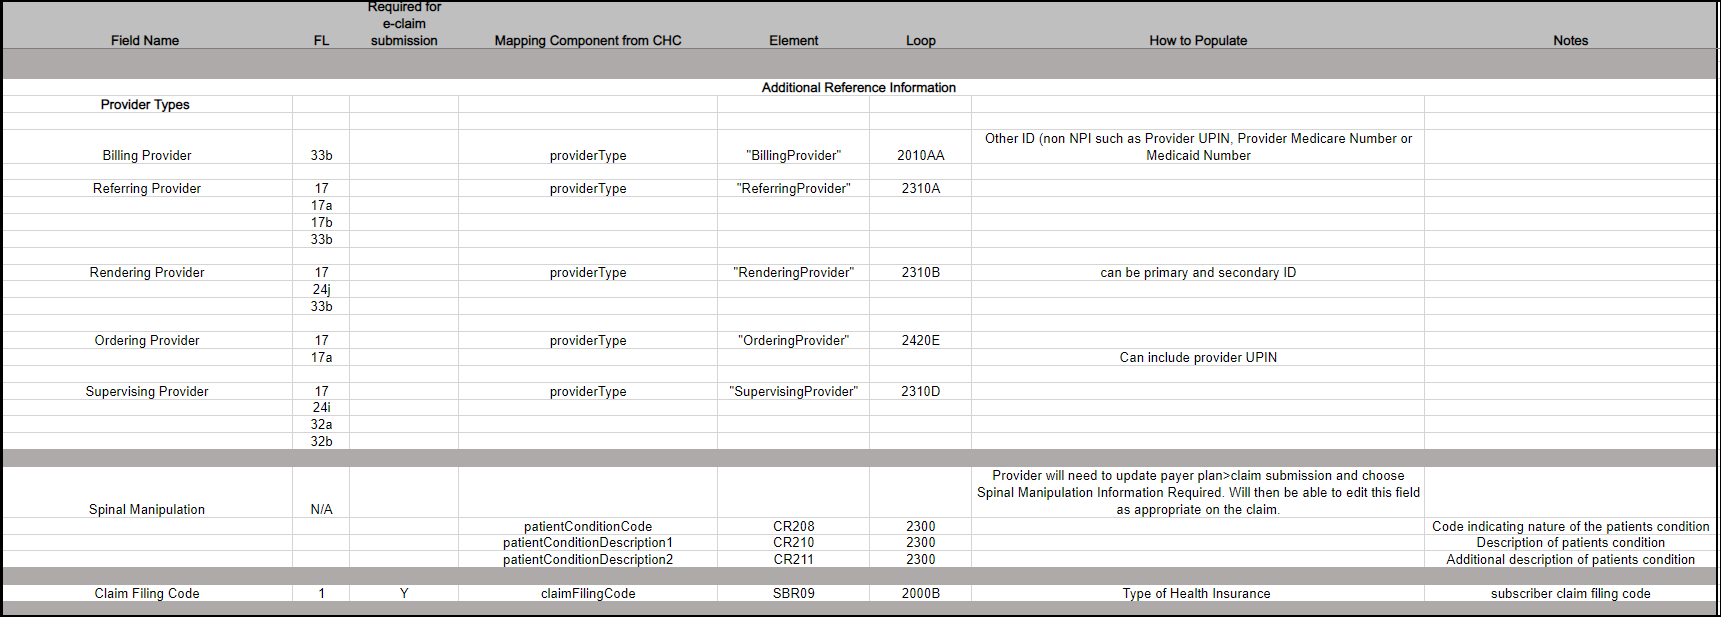 Required for
e-claim
Field Name FL submission Mapping Component from CHC Element Loop How to Populate Notes
Additional Reference Information
Provider Types
Other ID (non NPI such as Provider UPIN, Provider Medicare Number or
Billing Provider 33b providerType "BillingProvider" 2010AA Medicaid Number
Referring Provider 17 providerType "ReferringProvider" 2310A
17a
17b
33b
Rendering Provider 17 providerType "RenderingProvider" 2310B can be primary and secondary ID
24j
33b
Ordering Provider 17 providerType "OrderingProvider" 2420E
17a Can include provider UPIN
Supervising Provider 17 providerType "SupervisingProvider" 2310D
24i
32a
32b
Provider will need to update payer plan>claim submission and choose
Spinal Manipulation Information Required. Will then be able to edit this field
Spinal Manipulation N/A as appropriate on the claim.
patientConditionCode CR208 2300 Code indicating nature of the patients condition
patientConditionDescription1 CR210 2300 Description of patients condition
patientConditionDescription2 CR211 2300 Additional description of patients condition
Claim Filing Code 1 Y claimFilingCode SBR09 2000B Type of Health Insurance subscriber claim filing code